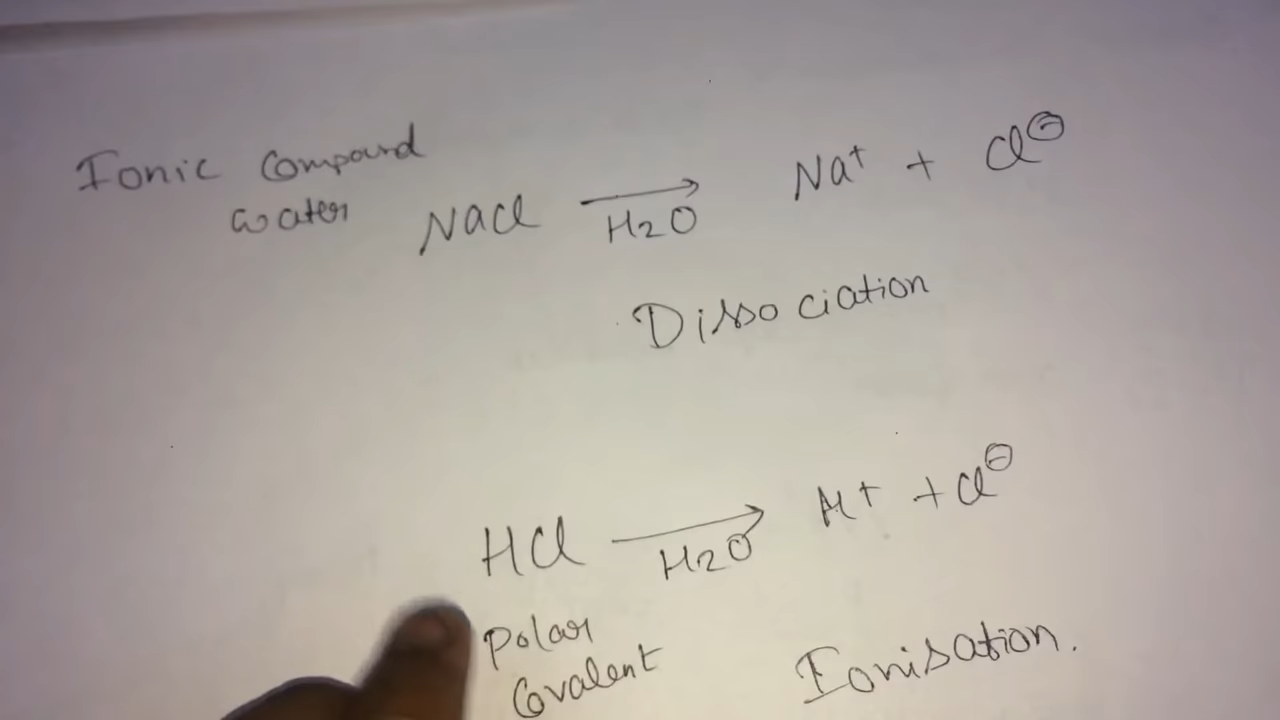 Ionic Compound
water NaCl → H2O Na+ + Cl⊖
Dissociation
HCl → H2O H+ + Cl⊖
Polar
Covalent
Ionisation.